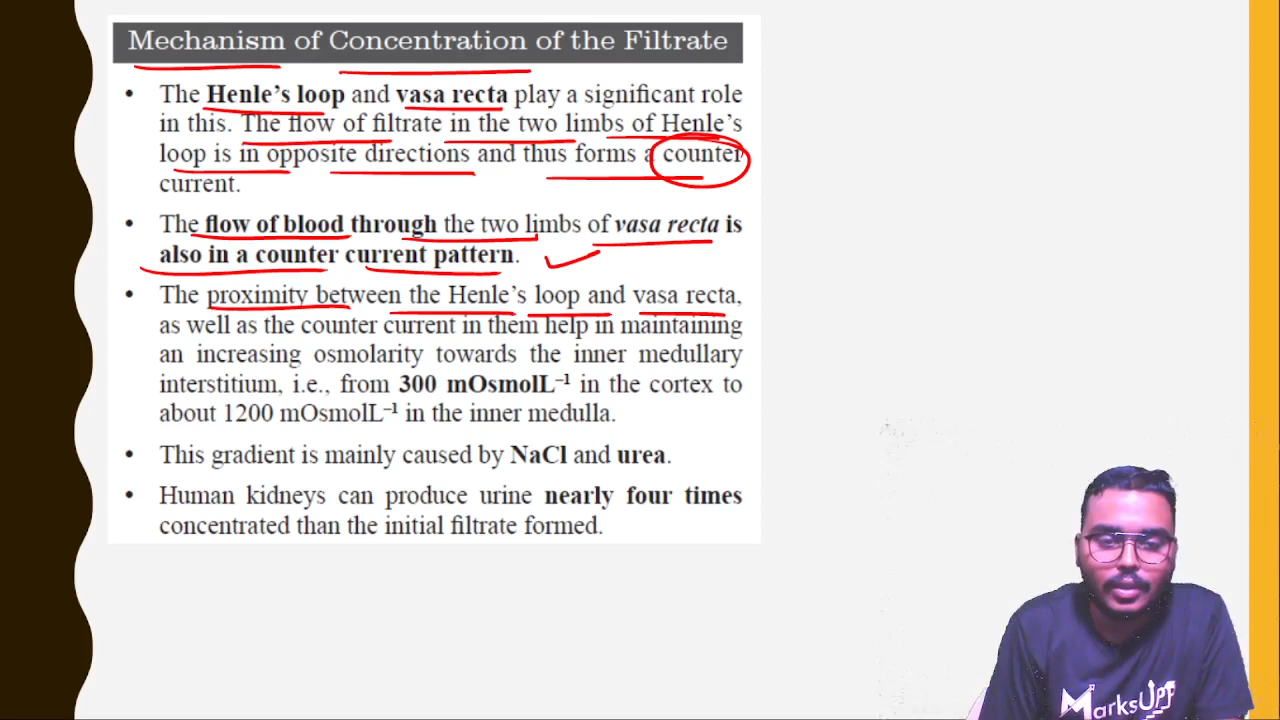 Mechanism of Concentration of the Filtrate
• The Henle's loop and vasa recta play a significant role
in this. The flow of filtrate in the two limbs of Henle's
loop is in opposite directions and thus forms a counter
current.
• The flow of blood through the two limbs of vasa recta is
also in a counter current pattern.
• The proximity between the Henle's loop and vasa recta,
as well as the counter current in them help in maintaining
an increasing osmolarity towards the inner medullary
interstitium, i.e., from 300 mOsmolL⁻¹ in the cortex to
about 1200 mOsmolL⁻¹ in the inner medulla.
• This gradient is mainly caused by NaCl and urea.
• Human kidneys can produce urine nearly four times
concentrated than the initial filtrate formed.
MarksUPP